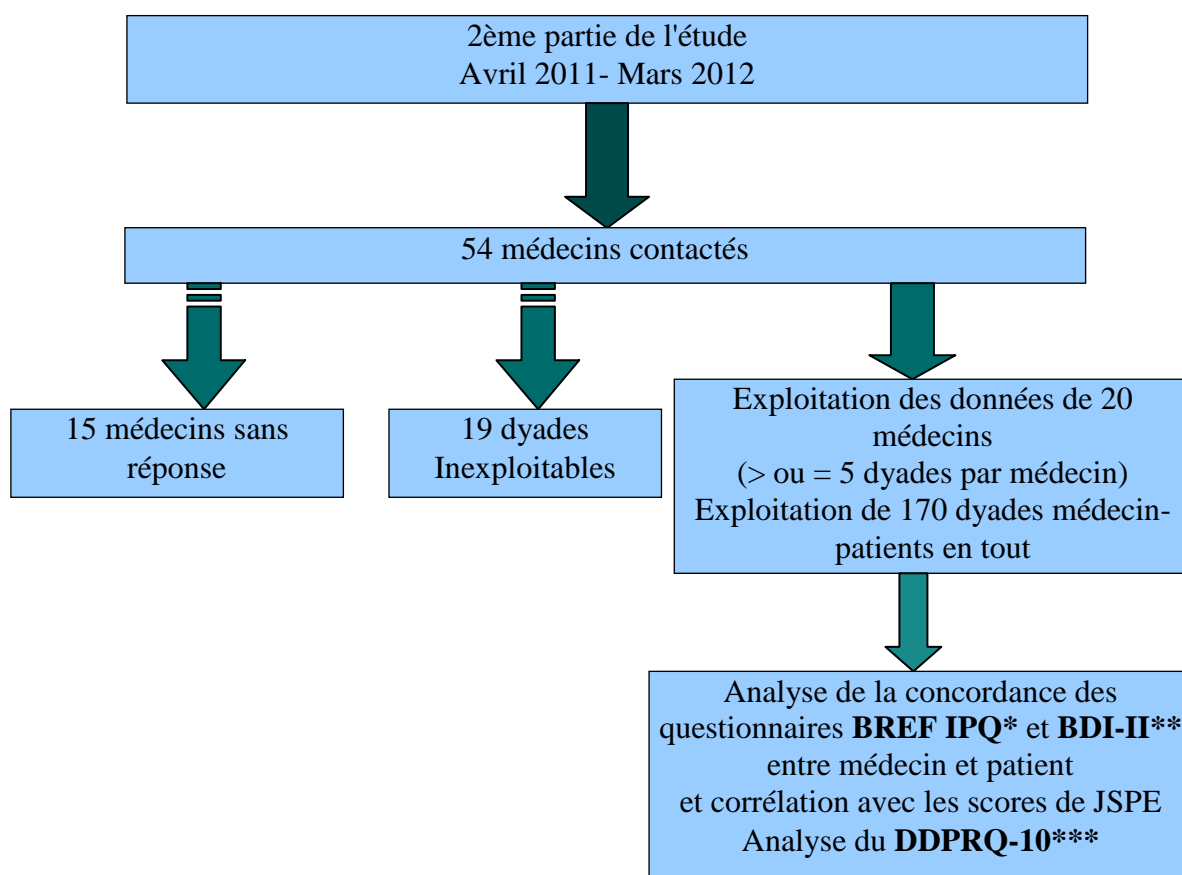 2ème partie de l'étude
Avril 2011- Mars 2012
54 médecins contactés
15 médecins sans
réponse
19 dyades
Inexploitables
Exploitation des données de 20
médecins
(> ou = 5 dyades par médecin)
Exploitation de 170 dyades médecin-
patients en tout
Analyse de la concordance des
questionnaires BREF IPQ* et BDI-II**
entre médecin et patient
et corrélation avec les scores de JSPE
Analyse du DDPRQ-10***